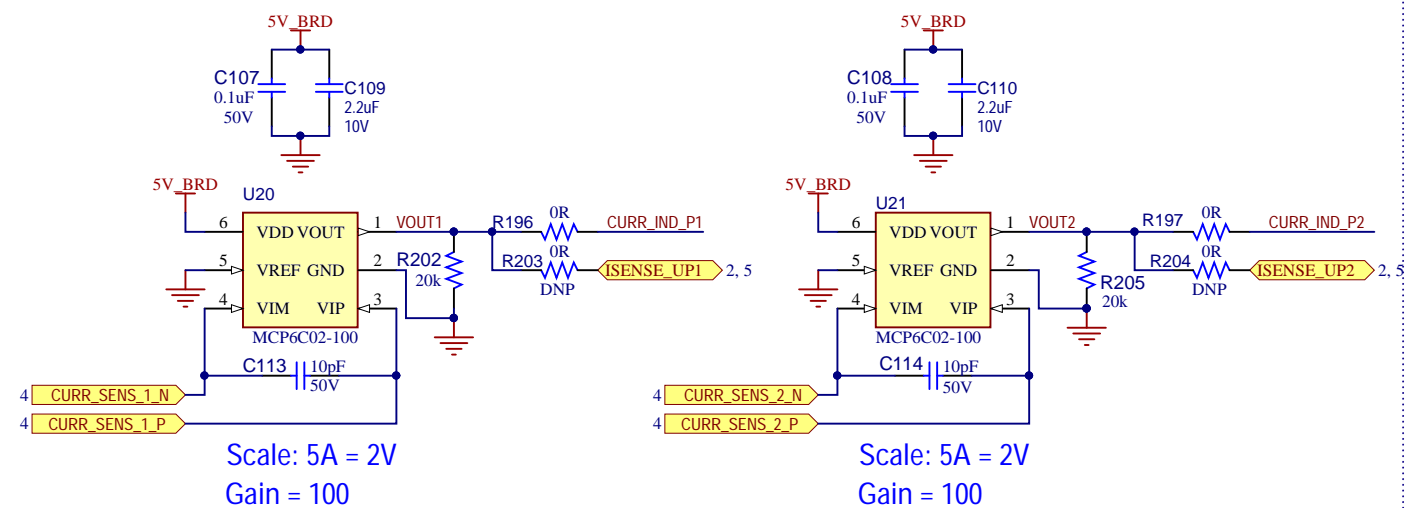 5V_BRD
C107
0.1uF
50V
C109
2.2uF
10V
5V_BRD
U20
6
VDD
VOUT
1
VOUT1
R196
0R
CURR_IND_P1
5
VREF
GND
2
R202
20k
R203
0R
DNP
ISENSE_UP1
2, 5
4
VIM
VIP
3
MCP6C02-100
C113
10pF
50V
4
CURR_SENS_1_N
4
CURR_SENS_1_P
Scale: 5A = 2V
Gain = 100
5V_BRD
C108
0.1uF
50V
C110
2.2uF
10V
5V_BRD
U21
6
VDD
VOUT
1
VOUT2
R197
0R
CURR_IND_P2
5
VREF
GND
2
R205
20k
R204
0R
DNP
ISENSE_UP2
2, 5
4
VIM
VIP
3
MCP6C02-100
C114
10pF
50V
4
CURR_SENS_2_N
4
CURR_SENS_2_P
Scale: 5A = 2V
Gain = 100